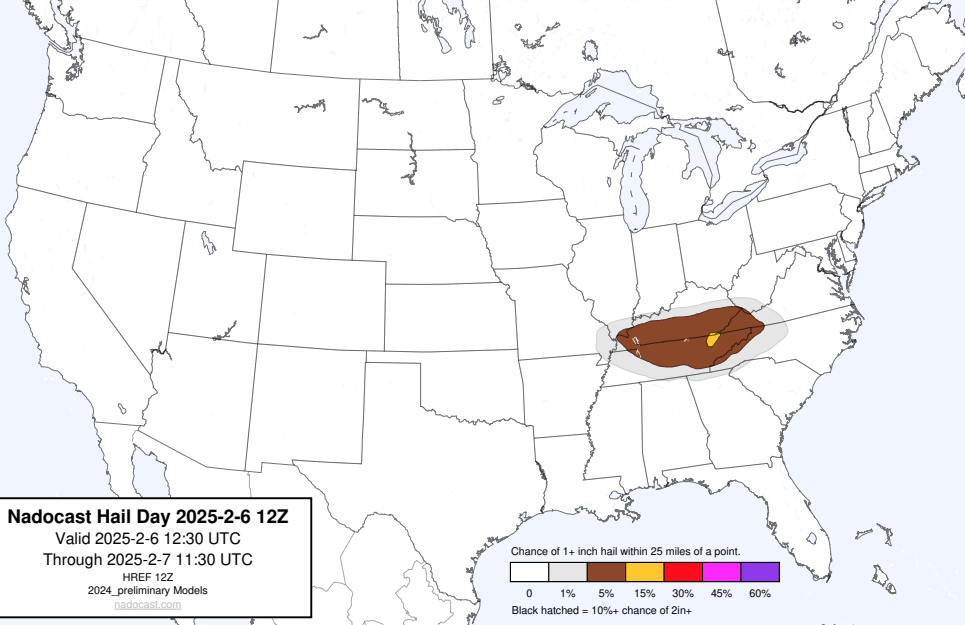 Nadocast Hail Day 2025-2-6 12Z
Valid 2025-2-6 12:30 UTC
Through 2025-2-7 11:30 UTC
HREF 12Z
2024_preliminary Models
nadocast.com
Chance of 1+ inch hail within 25 miles of a point.
0 1% 5% 15% 30% 45% 60%
Black hatched = 10%+ chance of 2in+